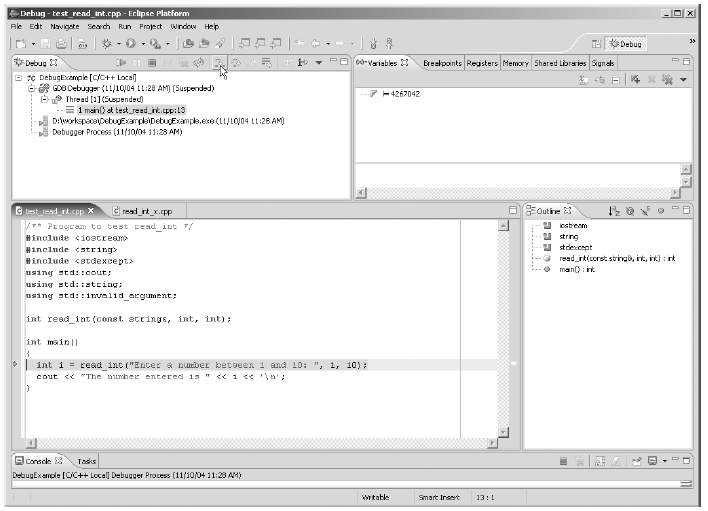 Debug - test_read_int.cpp - Eclipse Platform
File Edit Navigate Search Run Project Window Help
Debug
Debug
DebugExample [C/C++ Local]
GDB Debugger (11/10/04 11:28 AM) (Suspended)
Thread [1] (Suspended)
1 main() at test_read_int.cpp:13
D:\workspace\DebugExample\DebugExample.exe (11/10/04 11:28 AM)
Debugger Process (11/10/04 11:28 AM)
Variables Breakpoints Registers Memory Shared Libraries Signals
i=4267042
test_read_int.cpp read_int_x.cpp
/** Program to test read_int */
#include <iostream>
#include <string>
#include <stdexcept>
using std::cout;
using std::string;
using std::invalid_argument;
int read_int(const string&, int, int);
int main()
{
int i = read_int("Enter a number between 1 and 10: ", 1, 10);
cout << "The number entered is " << i << '\n';
}
Outline
iostream
string
stdexcept
read_int(const string&, int, int) : int
main() : int
Console Tasks
DebugExample [C/C++ Local] Debugger Process (11/10/04 11:28 AM)
Writable Smart Insert 13 : 1